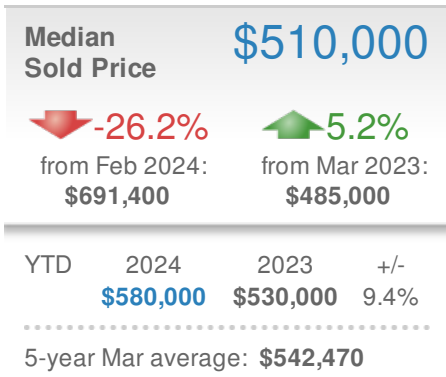 Median $510,000
Sold Price
-26.2% 5.2%
from Feb 2024: from Mar 2023:
$691,400 $485,000
YTD 2024 2023 +/-
$580,000 $530,000 9.4%
5-year Mar average: $542,470